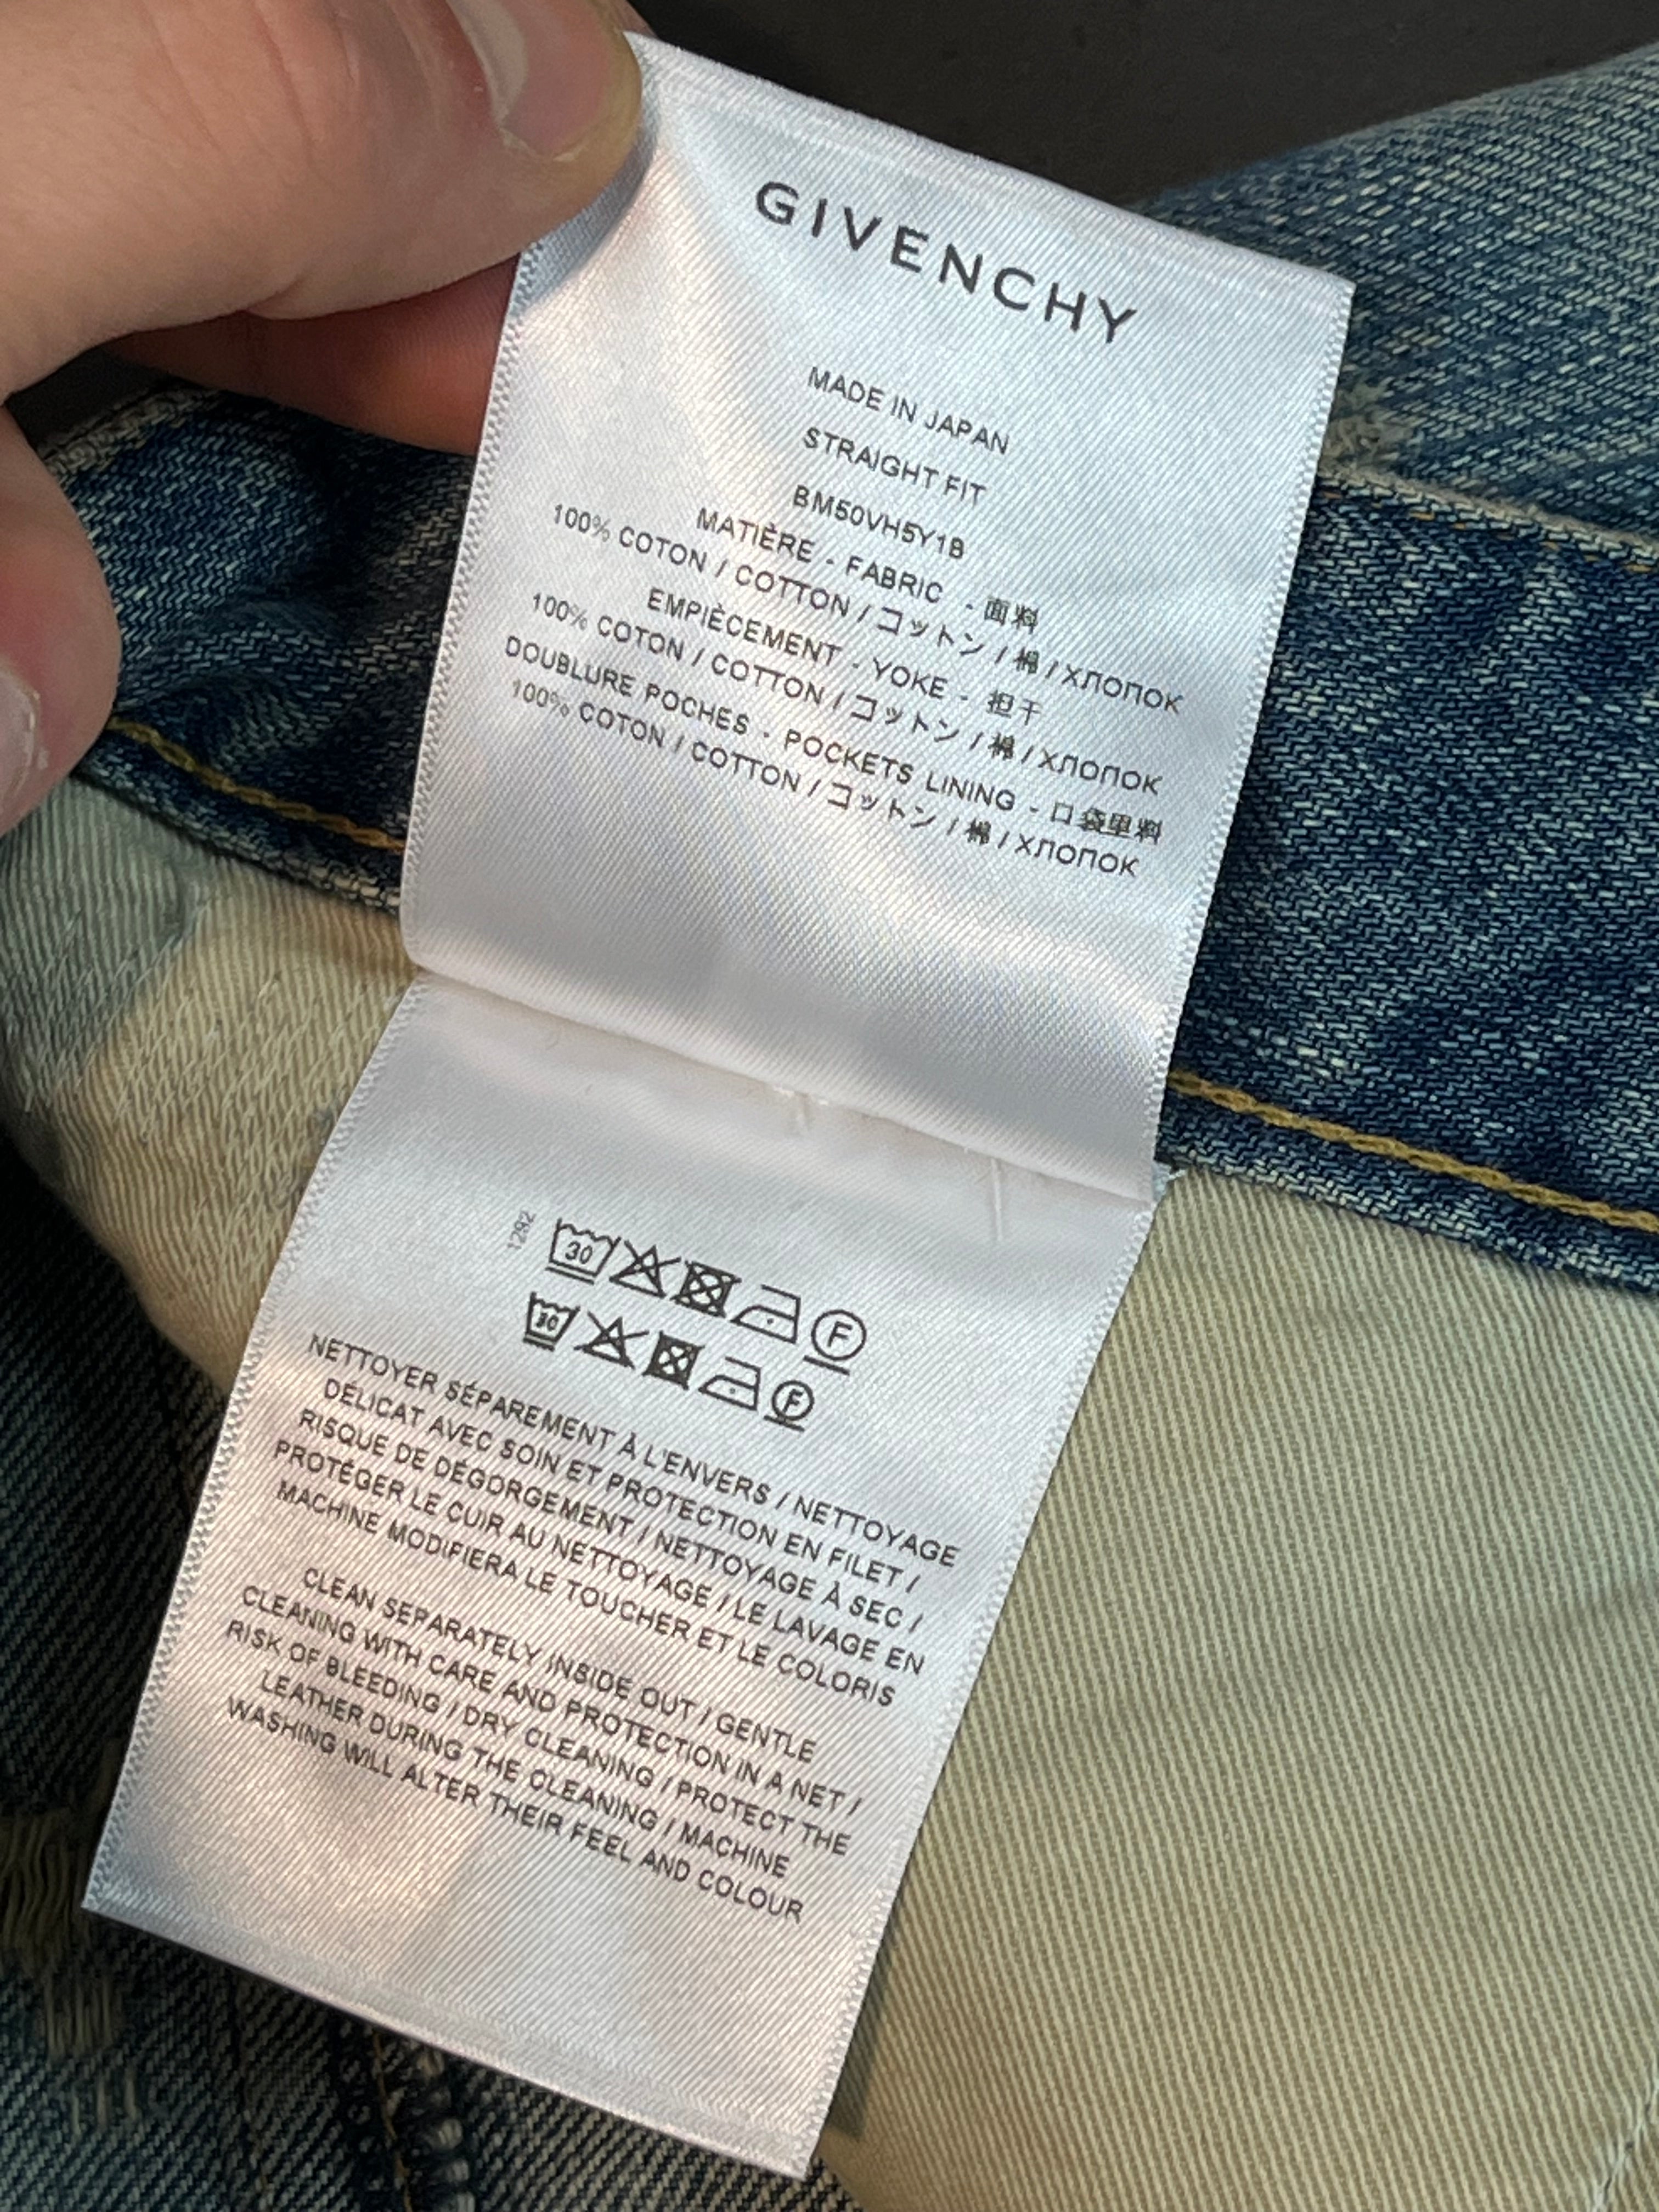 GIVENCHY
MADE IN JAPAN
STRAIGHT FIT
BM50VH5Y1B
MATIÈRE - FABRIC - 面料
100% COTON / COTTON / コットン / 棉 / ХЛОПОК
EMPIÈCEMENT - YOKE - 担干
100% COTON / COTTON / コットン / 棉 / ХЛОПОК
DOUBLURE POCHES - POCKETS LINING - 口袋里料
100% COTON / COTTON / コットン / 棉 / ХЛОПОК
1282
30 F
30 F
NETTOYER SÉPAREMENT À L'ENVERS / NETTOYAGE
DÉLICAT AVEC SOIN ET PROTECTION EN FILET /
RISQUE DE DÉGORGEMENT / NETTOYAGE À SEC /
PROTÉGER LE CUIR AU NETTOYAGE / LE LAVAGE EN
MACHINE MODIFIERA LE TOUCHER ET LE COLORIS
CLEAN SEPARATELY INSIDE OUT / GENTLE
CLEANING WITH CARE AND PROTECTION IN A NET /
RISK OF BLEEDING / DRY CLEANING / PROTECT THE
LEATHER DURING THE CLEANING / MACHINE
WASHING WILL ALTER THEIR FEEL AND COLOUR